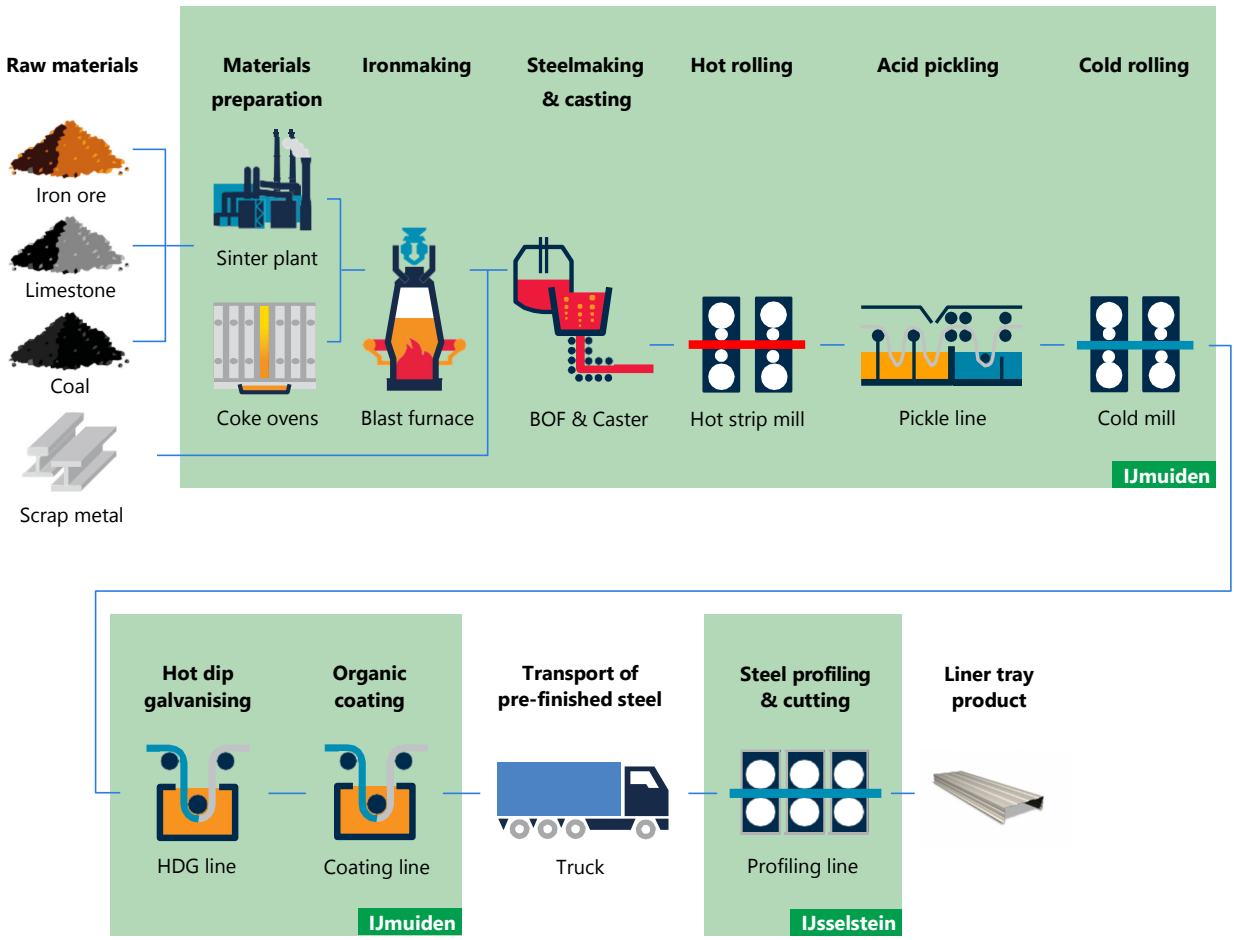 Raw materials
Materials
preparation
Ironmaking
Steelmaking
& casting
Hot rolling
Acid pickling
Cold rolling
Iron ore
Limestone
Coal
Scrap metal
Sinter plant
Coke ovens
Blast furnace
BOF & Caster
Hot strip mill
Pickle line
Cold mill
IJmuiden
Hot dip
galvanising
Organic
coating
Transport of
pre-finished steel
Steel profiling
& cutting
Liner tray
product
HDG line
Coating line
Truck
Profiling line
IJmuiden
IJsselstein